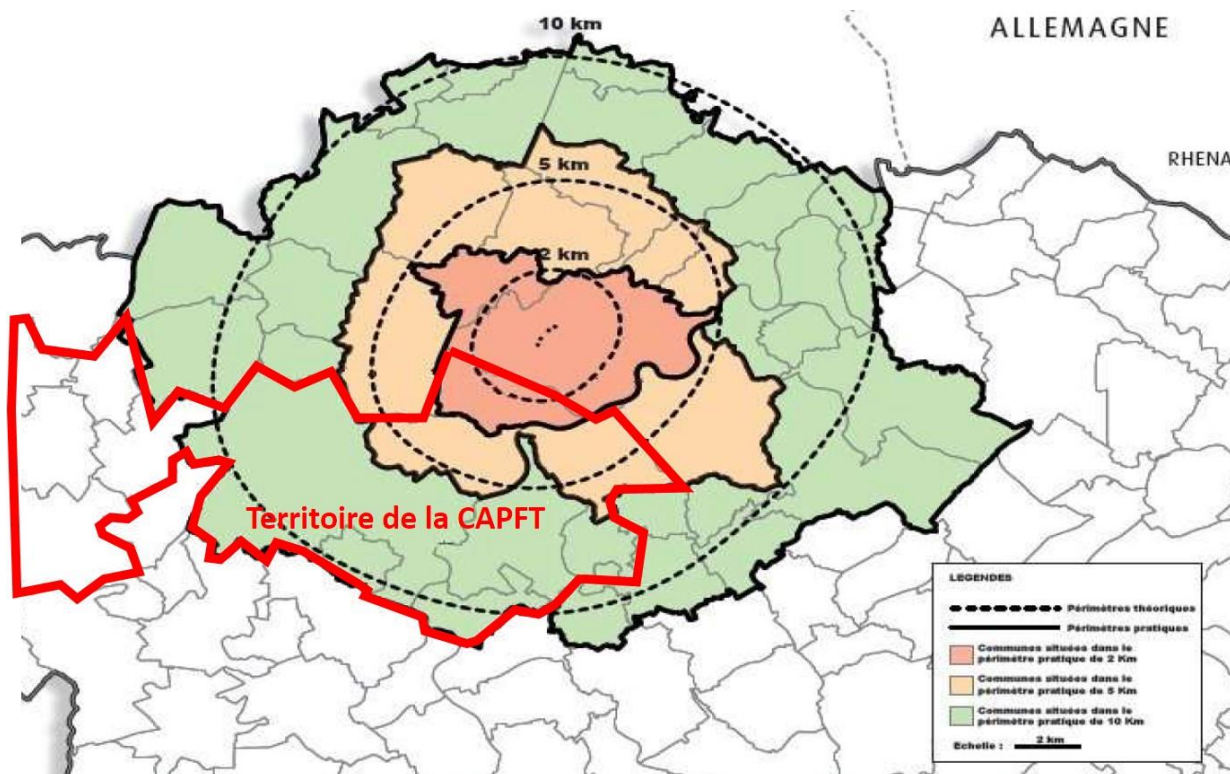 10 km
ALLEMAGNE
RHENA
5 km
2 km
Territoire de la CAPFT
LEGENDES
Périmètres théoriques
Périmètres pratiques
Communes situées dans le
périmètre pratique de 2 Km
Communes situées dans le
périmètre pratique de 5 Km
Communes situées dans le
périmètre pratique de 10 Km
Echelle :
2 km